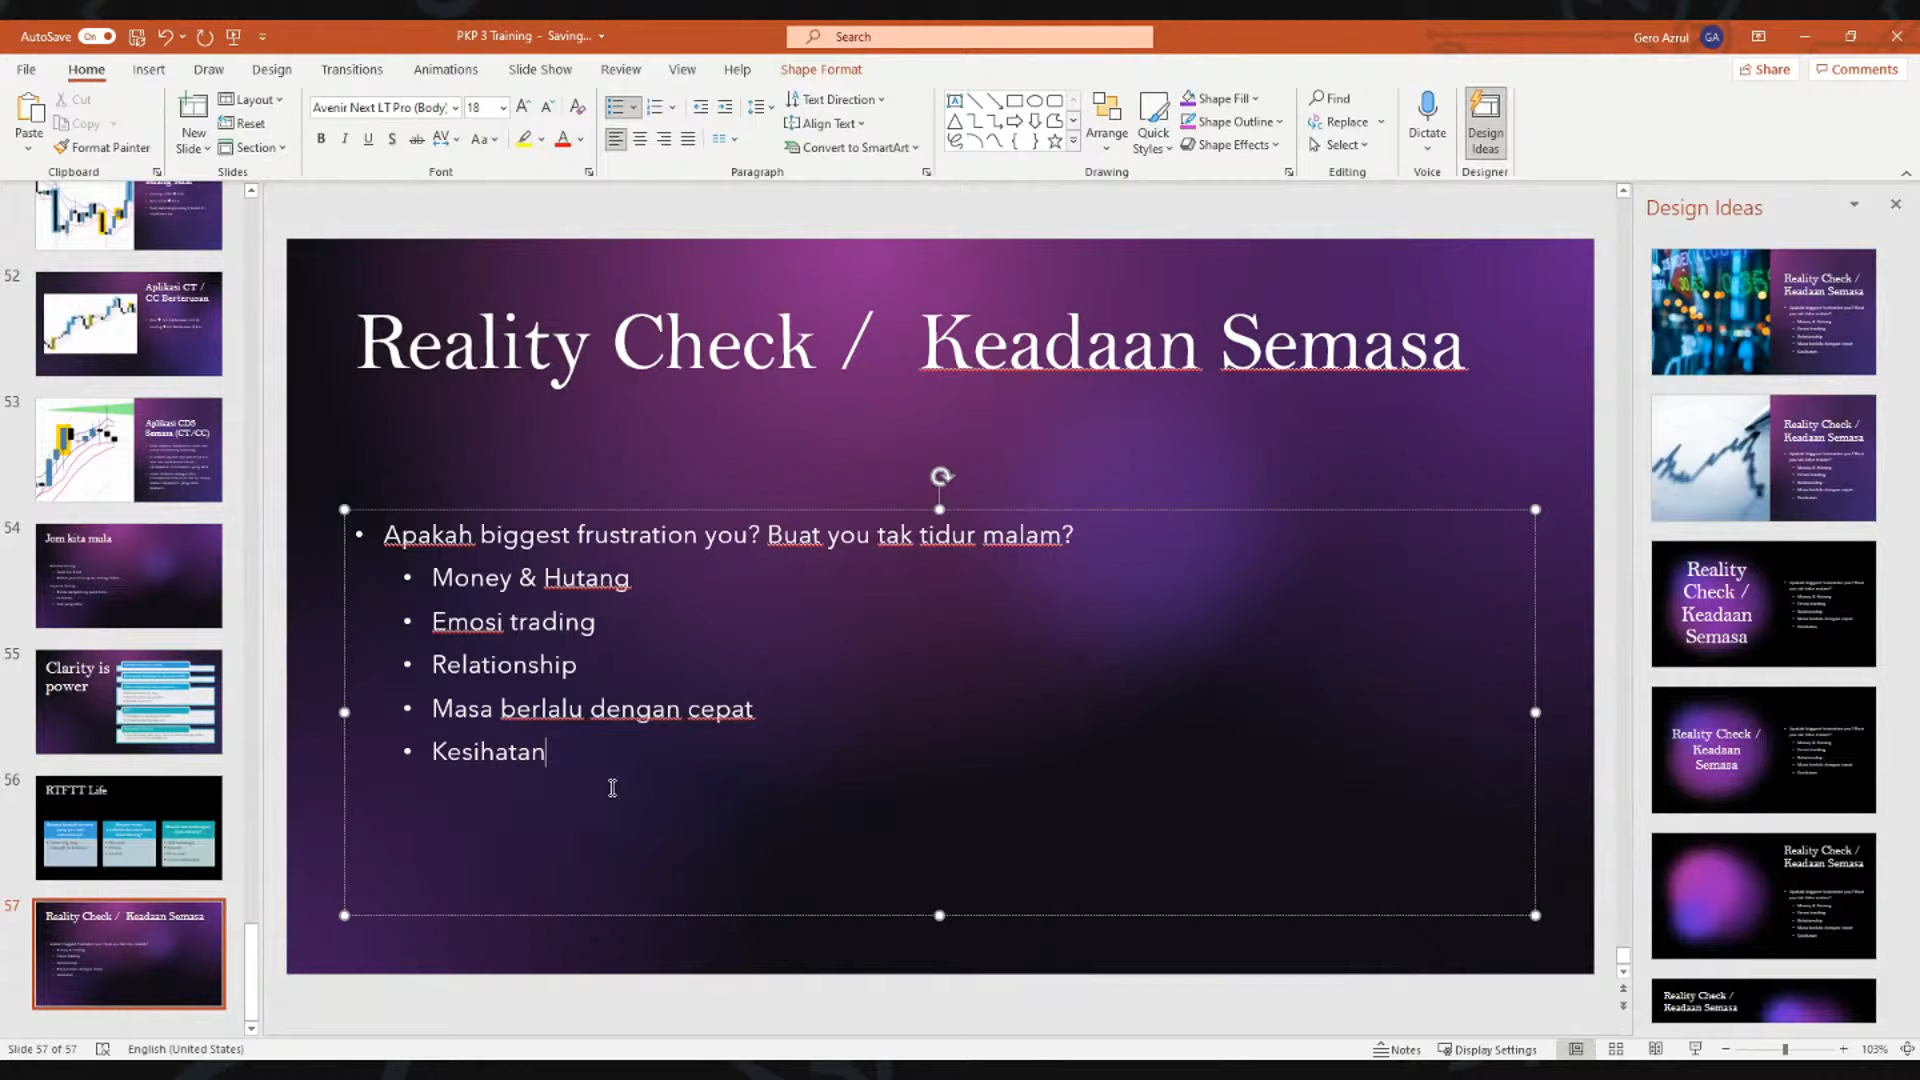 AutoSave On PKP 3 Training - Saving... Search Gero Azrul GA
File Home Insert Draw Design Transitions Animations Slide Show Review View Help Shape Format Share Comments
Paste Cut Copy Format Painter
Clipboard
New Slide Layout Reset Section
Slides
Avenir Next LT Pro (Body) 18
Font
Text Direction
Align Text
Convert to SmartArt
Paragraph
Arrange Quick Styles
Shape Fill
Shape Outline
Shape Effects
Drawing
Find
Replace
Select
Editing
Dictate
Voice
Design Ideas
Designer
52
Aplikasi CT /
CC Berterusan
53
Aplikasi CDS
Semasa (CT/CC)
54
Jom kita mula
55
Clarity is
power
56
RTFTT Life
57
Reality Check / Keadaan Semasa
Reality Check / Keadaan Semasa
• Apakah biggest frustration you? Buat you tak tidur malam?
• Money & Hutang
• Emosi trading
• Relationship
• Masa berlalu dengan cepat
• Kesihatan
Design Ideas
Reality Check /
Keadaan Semasa
Reality Check /
Keadaan Semasa
Reality
Check /
Keadaan
Semasa
Reality Check /
Keadaan
Semasa
Reality Check /
Keadaan Semasa
Reality Check /
Keadaan Semasa
Slide 57 of 57 English (United States) Notes Display Settings 103%